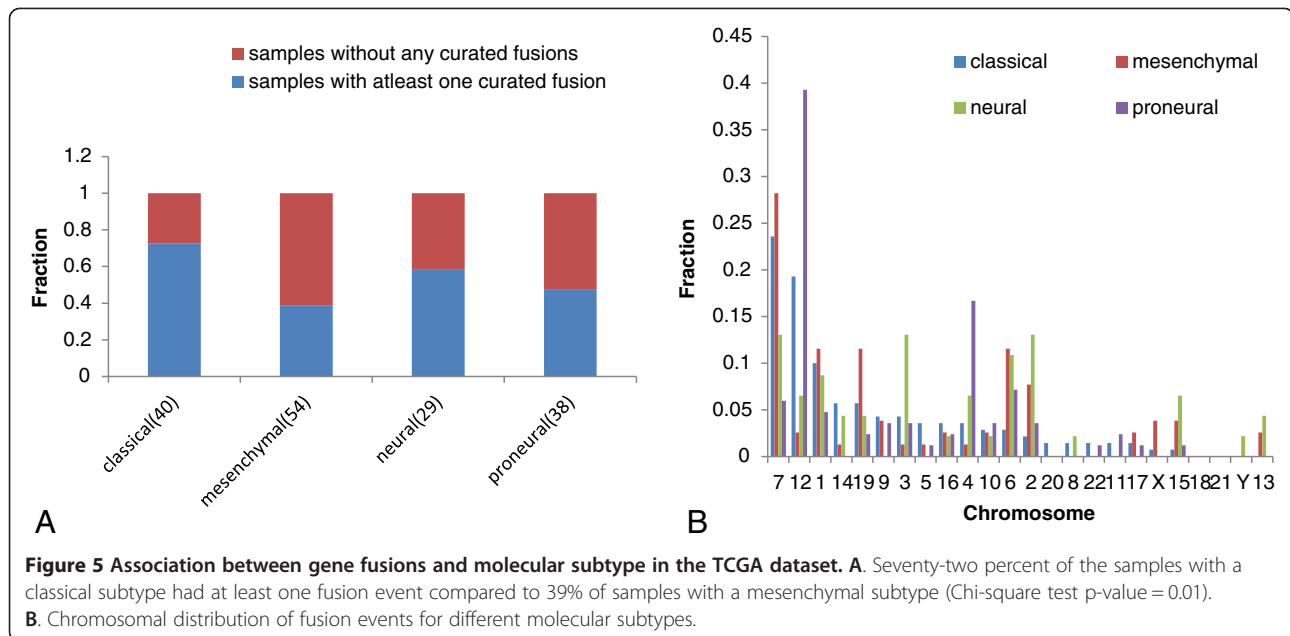 samples without any curated fusions
samples with atleast one curated fusion
1.2
1
0.8
0.6
0.4
0.2
0
Fraction
classical(40)
mesenchymal(54)
neural(29)
proneural(38)
A
classical
mesenchymal
neural
proneural
0.45
0.4
0.35
0.3
0.25
0.2
0.15
0.1
0.05
0
Fraction
7 12 1 14 19 9 3 5 16 4 10 6 2 20 8 22 11 17 X 15 18 21 Y 13
Chromosome
B
Figure 5 Association between gene fusions and molecular subtype in the TCGA dataset. A. Seventy-two percent of the samples with a
classical subtype had at least one fusion event compared to 39% of samples with a mesenchymal subtype (Chi-square test p-value = 0.01).
B. Chromosomal distribution of fusion events for different molecular subtypes.